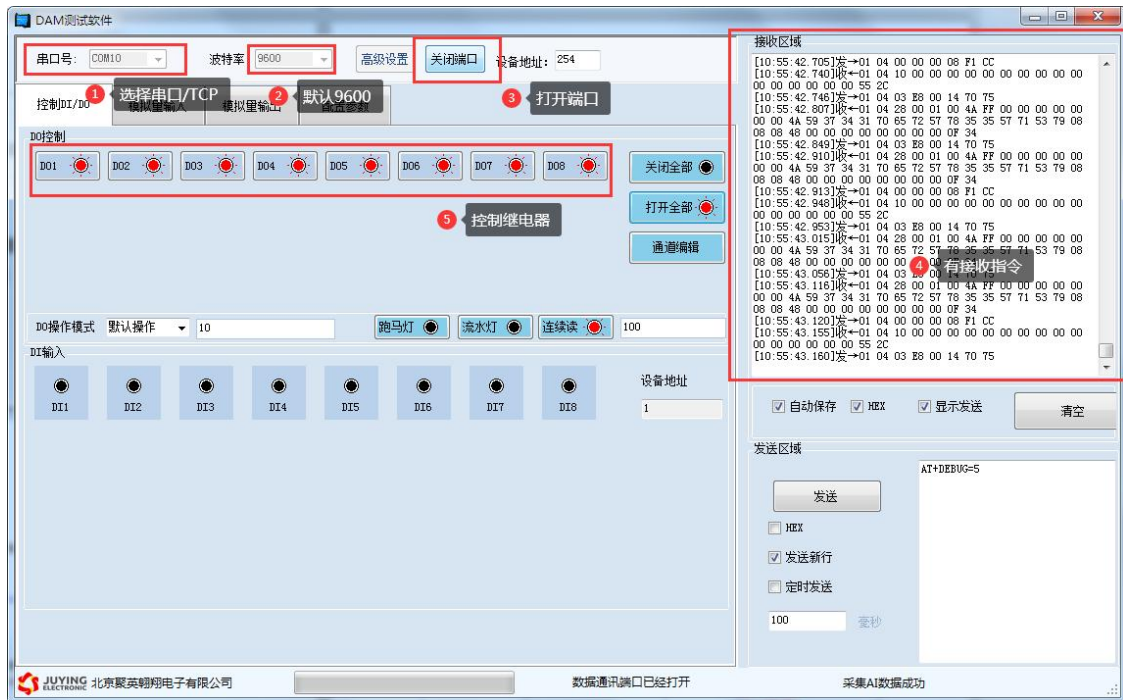 DAM测试软件
串口号: COM10 波特率 9600 高级设置 关闭端口 设备地址: 254
1 选择串口/TCP
2 默认9600
3 打开端口
控制DI/DO 模拟量输入 模拟量输出 配置参数
DO控制
DO1 DO2 DO3 DO4 DO5 DO6 DO7 DO8
关闭全部
打开全部
通道编辑
5 控制继电器
DO操作模式 默认操作 10 跑马灯 流水灯 连续读 100
DI输入
DI1 DI2 DI3 DI4 DI5 DI6 DI7 DI8
设备地址
1
接收区域
[10:55:42.705]发→01 04 00 00 00 08 F1 CC
[10:55:42.740]收←01 04 10 00 00 00 00 00 00 00 00 00 00
00 00 00 00 00 00 55 2C
[10:55:42.746]发→01 04 03 E8 00 14 70 75
[10:55:42.807]收←01 04 28 00 01 00 4A FF 00 00 00 00 00
00 00 4A 59 37 34 31 70 65 72 57 78 35 35 57 71 53 79 08
08 08 48 00 00 00 00 00 00 00 00 0F 34
[10:55:42.849]发→01 04 03 E8 00 14 70 75
[10:55:42.910]收←01 04 28 00 01 00 4A FF 00 00 00 00 00
00 00 4A 59 37 34 31 70 65 72 57 78 35 35 57 71 53 79 08
08 08 48 00 00 00 00 00 00 00 00 0F 34
[10:55:42.913]发→01 04 00 00 00 08 F1 CC
[10:55:42.948]收←01 04 10 00 00 00 00 00 00 00 00 00 00
00 00 00 00 00 00 55 2C
[10:55:42.953]发→01 04 03 E8 00 14 70 75
[10:55:43.015]收←01 04 28 00 01 00 4A FF 00 00 00 00 00
00 00 4A 59 37 34 31 70 65 72 57 78 35 35 57 71 53 79 08
08 08 48 00 00 00 00 00 00
4 有接收指令
[10:55:43.056]发→01 04 03 E8 00 14 70 75
[10:55:43.116]收←01 04 28 00 01 00 4A FF 00 00 00 00 00
00 00 4A 59 37 34 31 70 65 72 57 78 35 35 57 71 53 79 08
08 08 48 00 00 00 00 00 00 00 00 0F 34
[10:55:43.120]发→01 04 00 00 00 08 F1 CC
[10:55:43.155]收←01 04 10 00 00 00 00 00 00 00 00 00 00
00 00 00 00 00 00 55 2C
[10:55:43.160]发→01 04 03 E8 00 14 70 75
自动保存 HEX 显示发送 清空
发送区域
AT+DEBUG=5
发送
HEX
发送新行
定时发送
100 毫秒
JUYING ELECTRONIC 北京聚英翱翔电子有限公司 数据通讯端口已经打开 采集AI数据成功